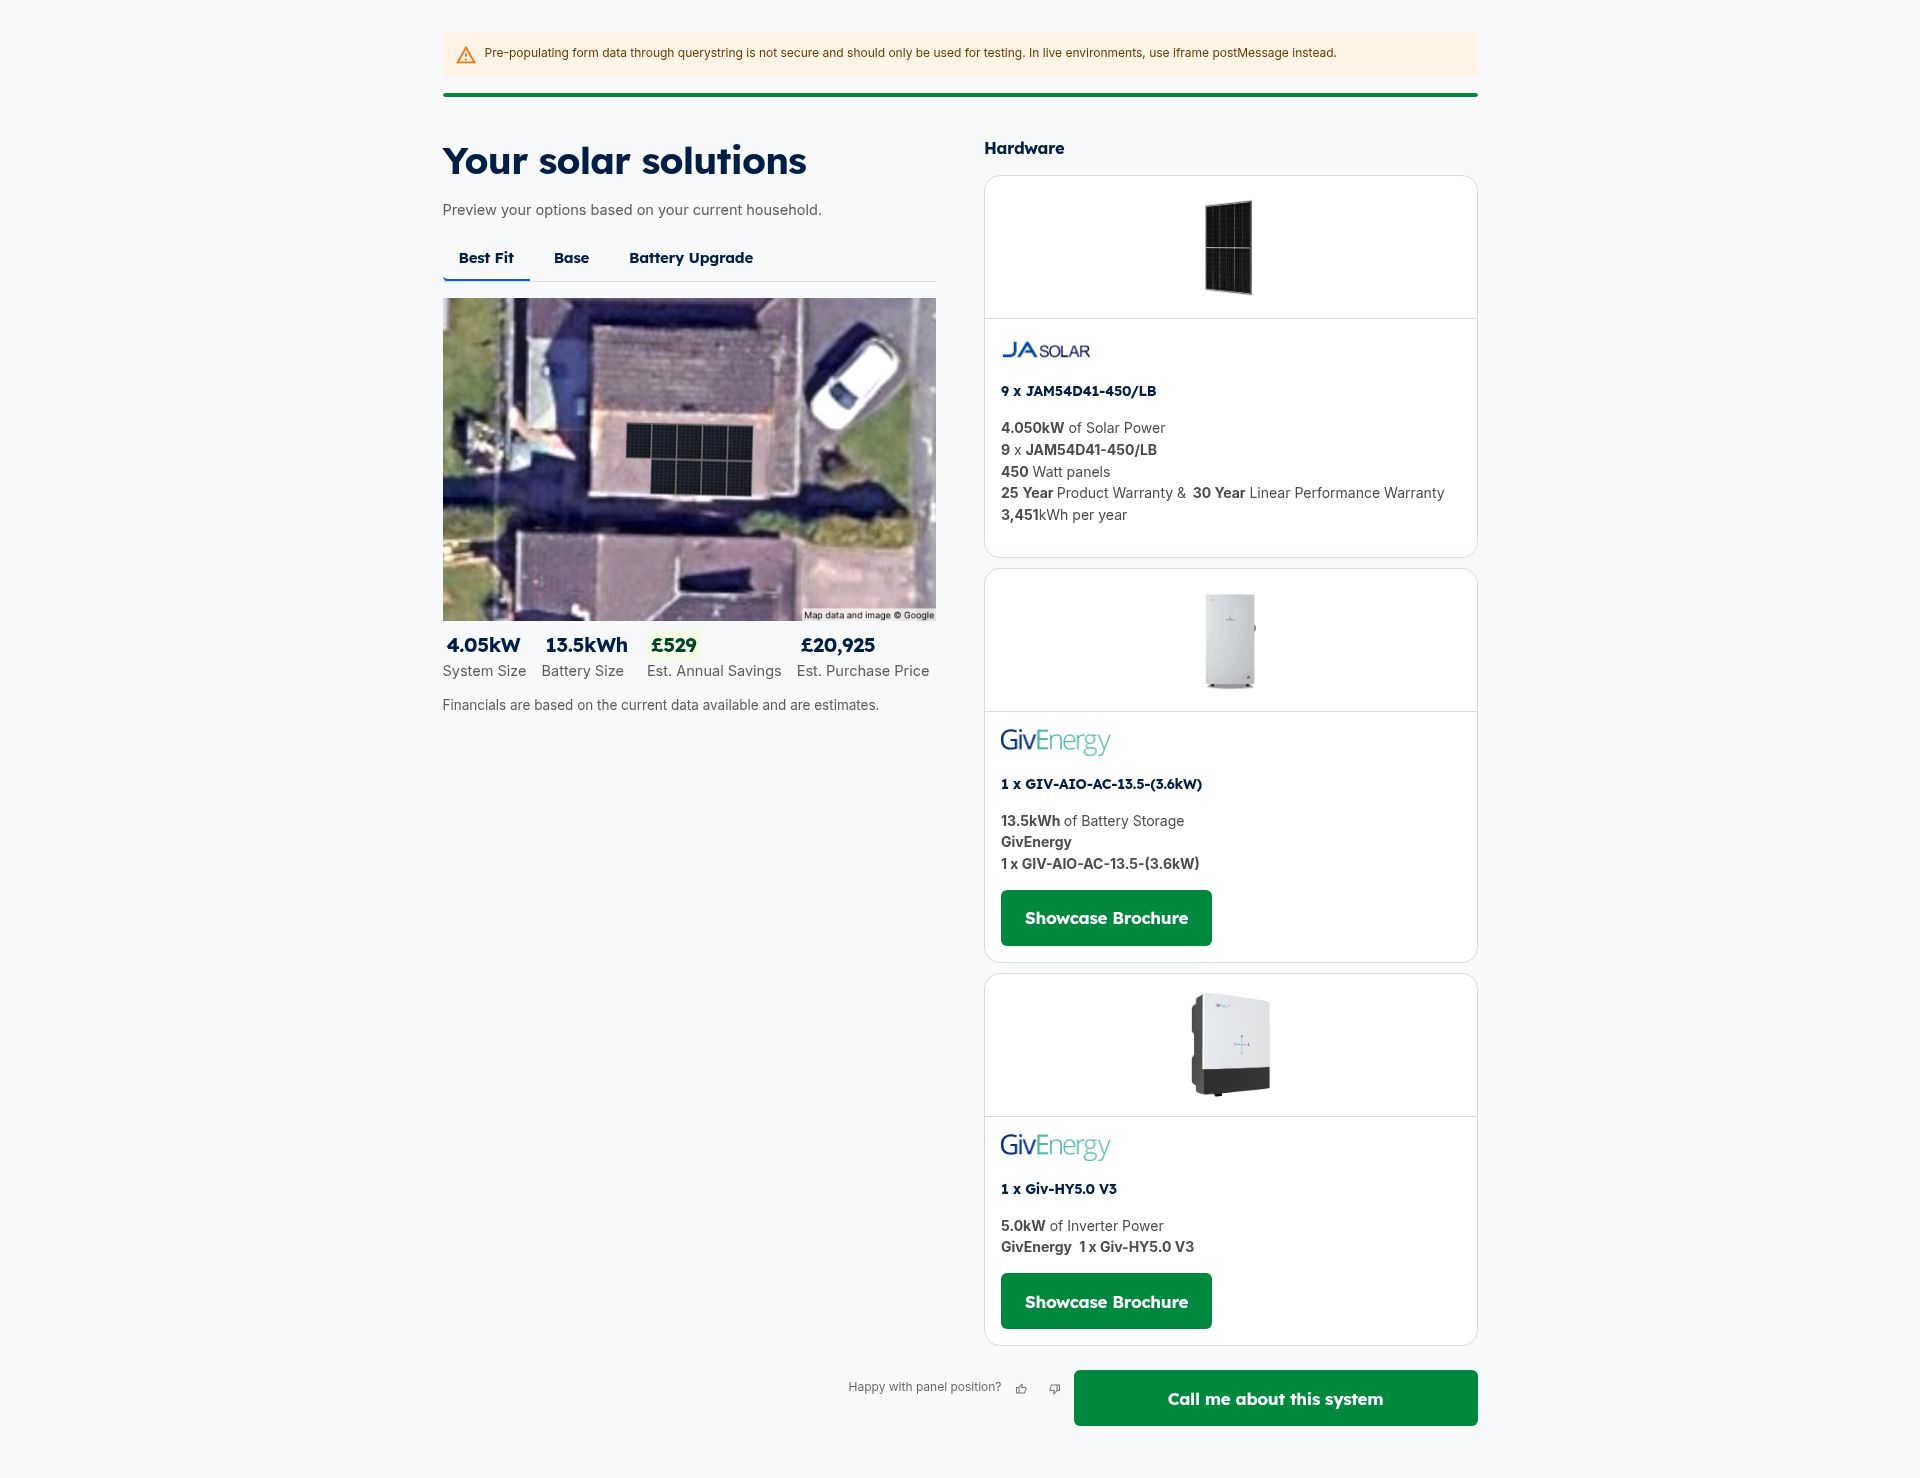 Pre-populating form data through querystring is not secure and should only be used for testing. In live environments, use iframe postMessage instead.
Your solar solutions
Preview your options based on your current household.
Best Fit
Base
Battery Upgrade
Map data and image © Google
4.05kW
System Size
13.5kWh
Battery Size
£529
Est. Annual Savings
£20,925
Est. Purchase Price
Financials are based on the current data available and are estimates.
Hardware
JA SOLAR
9 x JAM54D41-450/LB
4.050kW of Solar Power
9 x JAM54D41-450/LB
450 Watt panels
25 Year Product Warranty & 30 Year Linear Performance Warranty
3,451kWh per year
GivEnergy
1 x GIV-AIO-AC-13.5-(3.6kW)
13.5kWh of Battery Storage
GivEnergy
1 x GIV-AIO-AC-13.5-(3.6kW)
Showcase Brochure
GivEnergy
1 x Giv-HY5.0 V3
5.0kW of Inverter Power
GivEnergy 1 x Giv-HY5.0 V3
Showcase Brochure
Happy with panel position?
Call me about this system